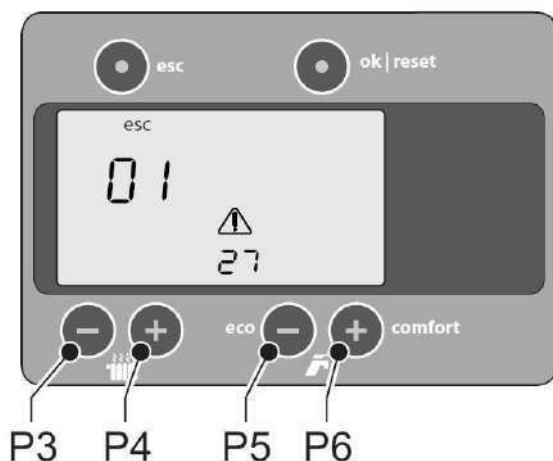 esc ok | reset
esc
01
27
− + eco − + comfort
P3 P4 P5 P6